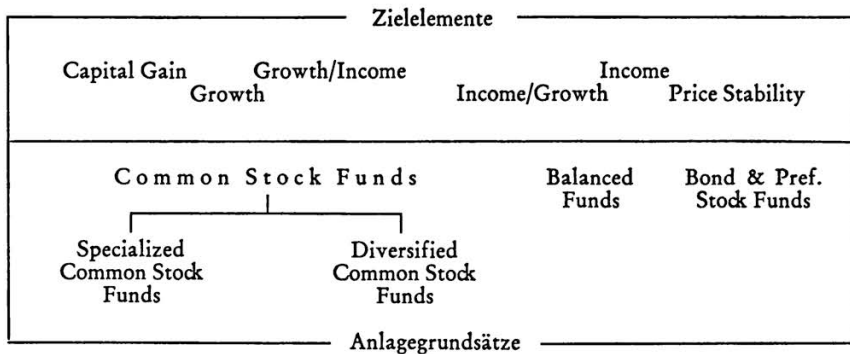 Zielelemente
Capital Gain Growth/Income Income
Growth Income/Growth Price Stability
Common Stock Funds Balanced Bond & Pref.
Funds Stock Funds
Specialized Diversified
Common Stock Common Stock
Funds Funds
Anlagegrundsätze